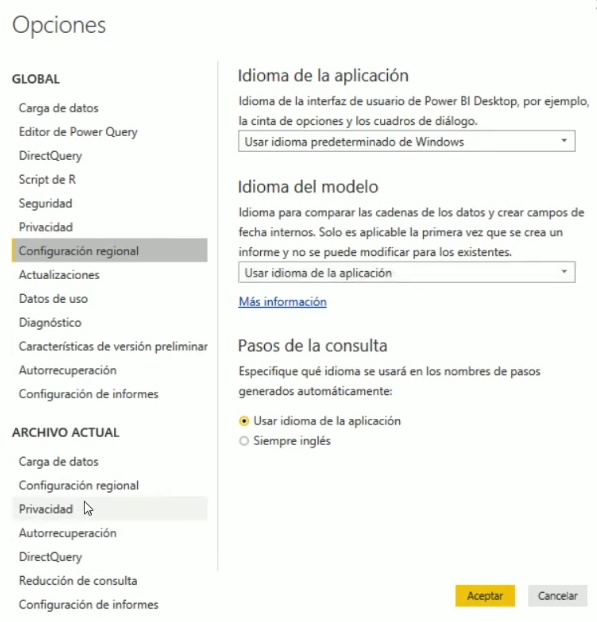 Opciones
GLOBAL
Carga de datos
Editor de Power Query
DirectQuery
Script de R
Seguridad
Privacidad
Configuración regional
Actualizaciones
Datos de uso
Diagnóstico
Características de versión preliminar
Autorrecuperación
Configuración de informes
ARCHIVO ACTUAL
Carga de datos
Configuración regional
Privacidad
Autorrecuperación
DirectQuery
Reducción de consulta
Configuración de informes
Idioma de la aplicación
Idioma de la interfaz de usuario de Power BI Desktop, por ejemplo,
la cinta de opciones y los cuadros de diálogo.
Usar idioma predeterminado de Windows
Idioma del modelo
Idioma para comparar las cadenas de los datos y crear campos de
fecha internos. Solo es aplicable la primera vez que se crea un
informe y no se puede modificar para los existentes.
Usar idioma de la aplicación
Más información
Pasos de la consulta
Especifique qué idioma se usará en los nombres de pasos
generados automáticamente:
Usar idioma de la aplicación
Siempre inglés
Aceptar
Cancelar